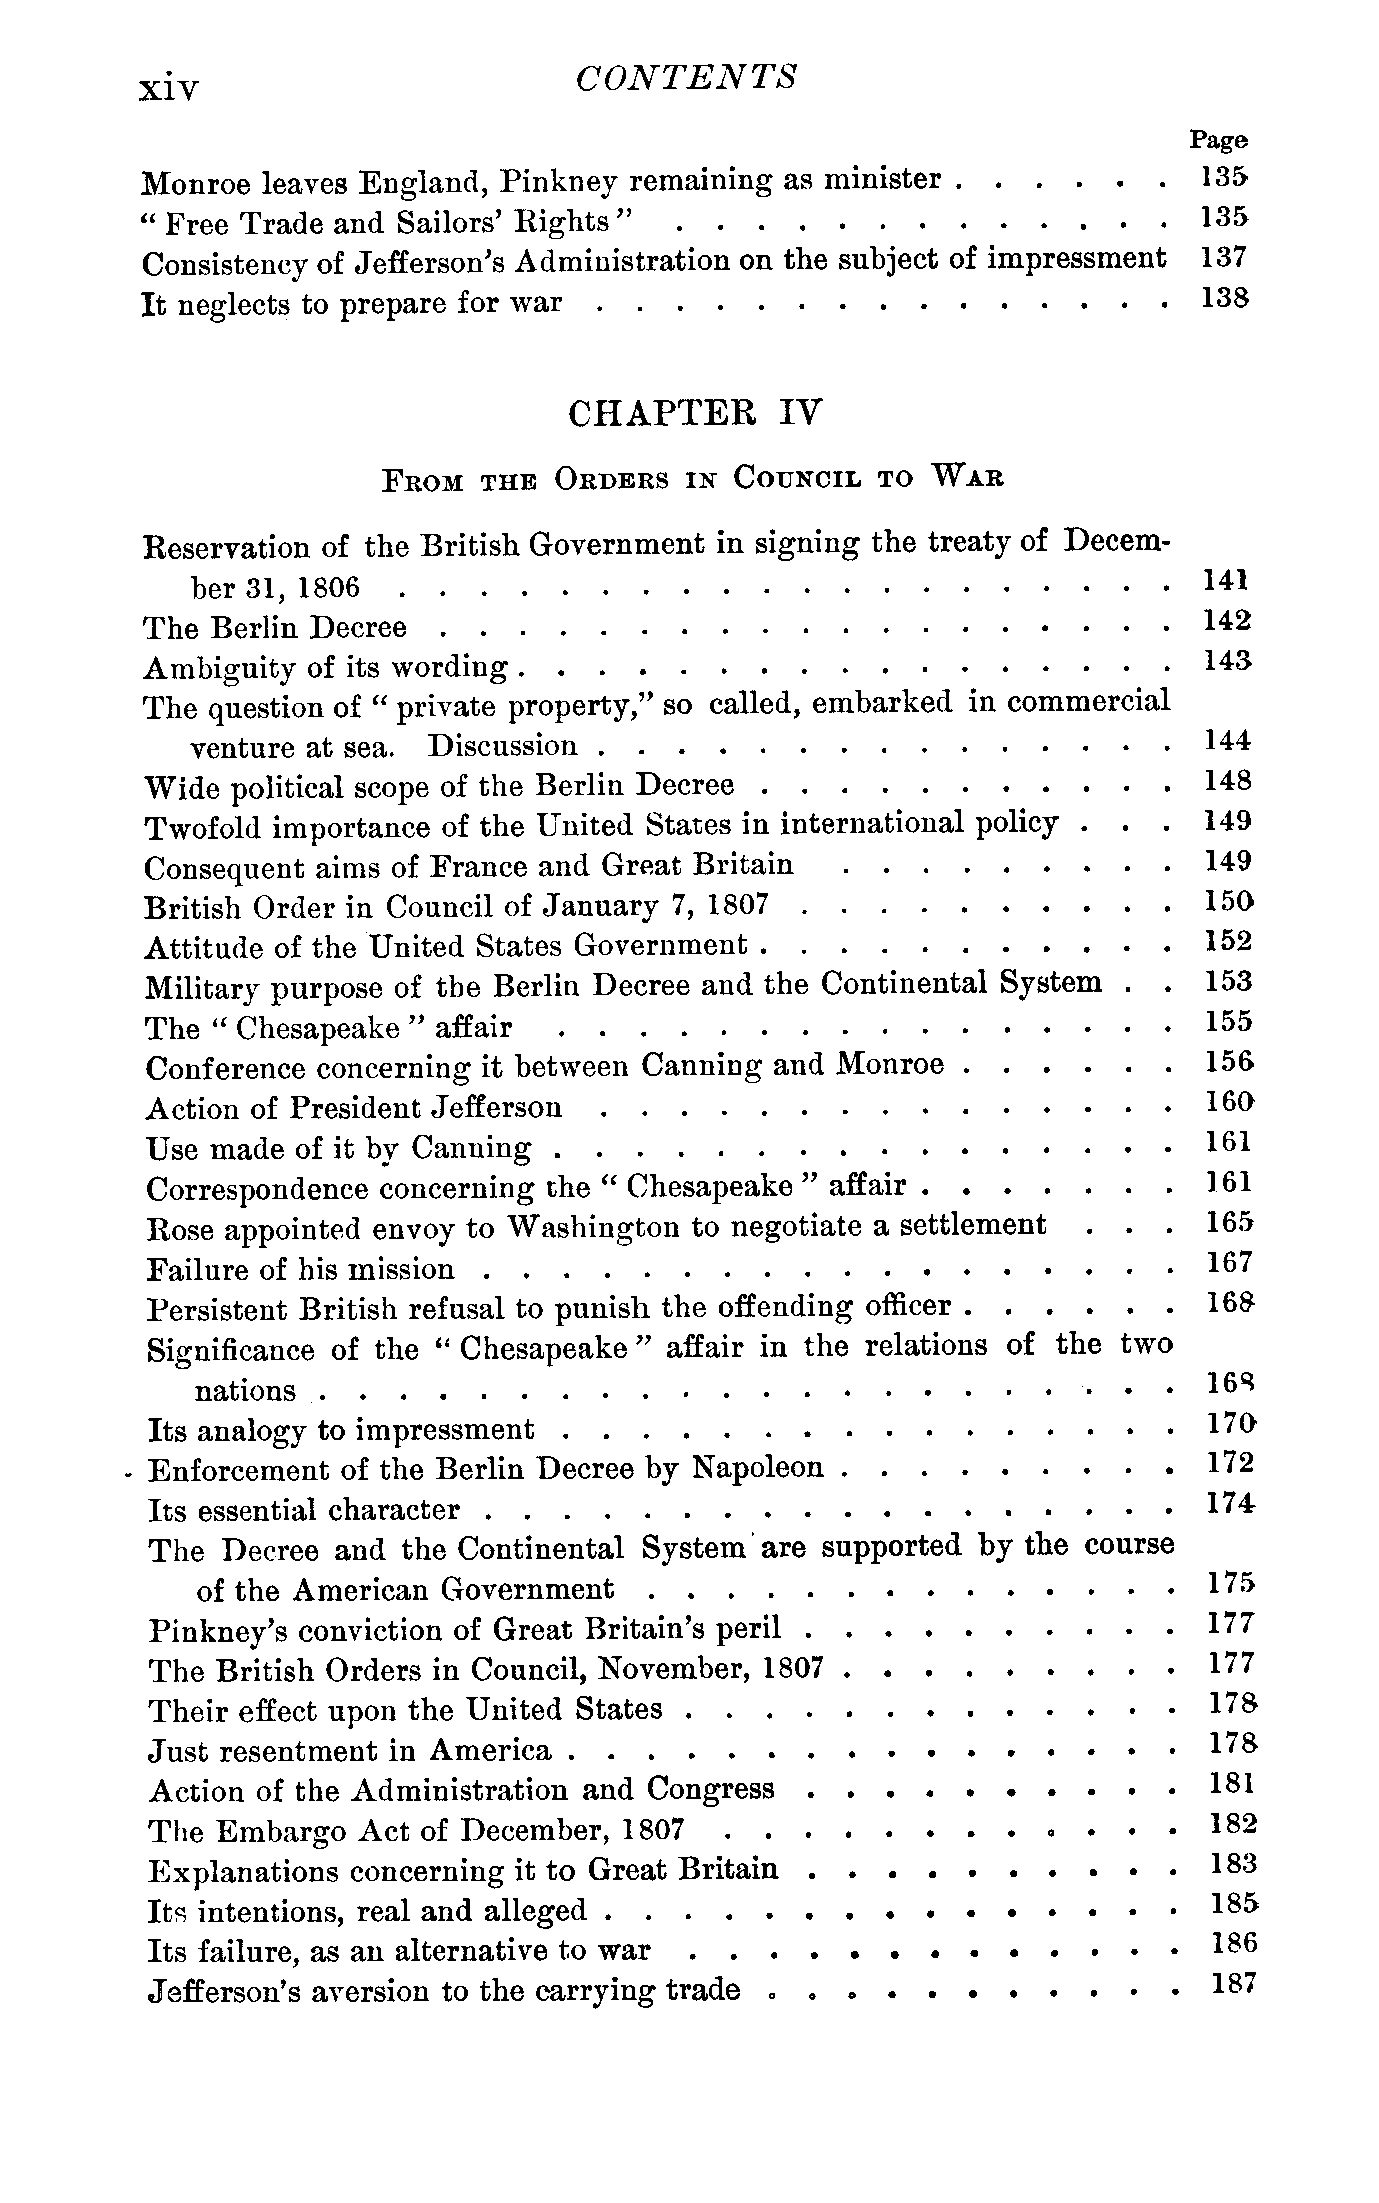 xiv CONTENTS
Page
Monroe leaves England, Pinkney remaining as minister . . . . . . 135
“ Free Trade and Sailors’ Rights ” . . . . . . . . . . . . . 135
Consistency of Jefferson’s Administration on the subject of impressment 137
It neglects to prepare for war . . . . . . . . . . . . . . . 138
CHAPTER IV
FROM THE ORDERS IN COUNCIL TO WAR
Reservation of the British Government in signing the treaty of Decem-
ber 31, 1806 . . . . . . . . . . . . . . . . . . . . 141
The Berlin Decree . . . . . . . . . . . . . . . . . . . 142
Ambiguity of its wording . . . . . . . . . . . . . . . . . 143
The question of “ private property,” so called, embarked in commercial
venture at sea. Discussion . . . . . . . . . . . . . . . 144
Wide political scope of the Berlin Decree . . . . . . . . . . . 148
Twofold importance of the United States in international policy . . . 149
Consequent aims of France and Great Britain . . . . . . . . . 149
British Order in Council of January 7, 1807 . . . . . . . . . . 150
Attitude of the United States Government . . . . . . . . . . . 152
Military purpose of the Berlin Decree and the Continental System . . 153
The “ Chesapeake ” affair . . . . . . . . . . . . . . . . 155
Conference concerning it between Canning and Monroe . . . . . . 156
Action of President Jefferson . . . . . . . . . . . . . . . 160
Use made of it by Canning . . . . . . . . . . . . . . . . 161
Correspondence concerning the “ Chesapeake ” affair . . . . . . . 161
Rose appointed envoy to Washington to negotiate a settlement . . . 165
Failure of his mission . . . . . . . . . . . . . . . . . . 167
Persistent British refusal to punish the offending officer . . . . . . 168
Significance of the “ Chesapeake ” affair in the relations of the two
nations . . . . . . . . . . . . . . . . . . . . . . 168
Its analogy to impressment . . . . . . . . . . . . . . . . 170
Enforcement of the Berlin Decree by Napoleon . . . . . . . . . 172
Its essential character . . . . . . . . . . . . . . . . . . 174
The Decree and the Continental System are supported by the course
of the American Government . . . . . . . . . . . . . . 175
Pinkney’s conviction of Great Britain’s peril . . . . . . . . . . 177
The British Orders in Council, November, 1807 . . . . . . . . . 177
Their effect upon the United States . . . . . . . . . . . . . 178
Just resentment in America . . . . . . . . . . . . . . . . 178
Action of the Administration and Congress . . . . . . . . . . 181
The Embargo Act of December, 1807 . . . . . . . . . . . . 182
Explanations concerning it to Great Britain . . . . . . . . . . 183
Its intentions, real and alleged . . . . . . . . . . . . . . . 185
Its failure, as an alternative to war . . . . . . . . . . . . . 186
Jefferson’s aversion to the carrying trade . . . . . . . . . . . 187